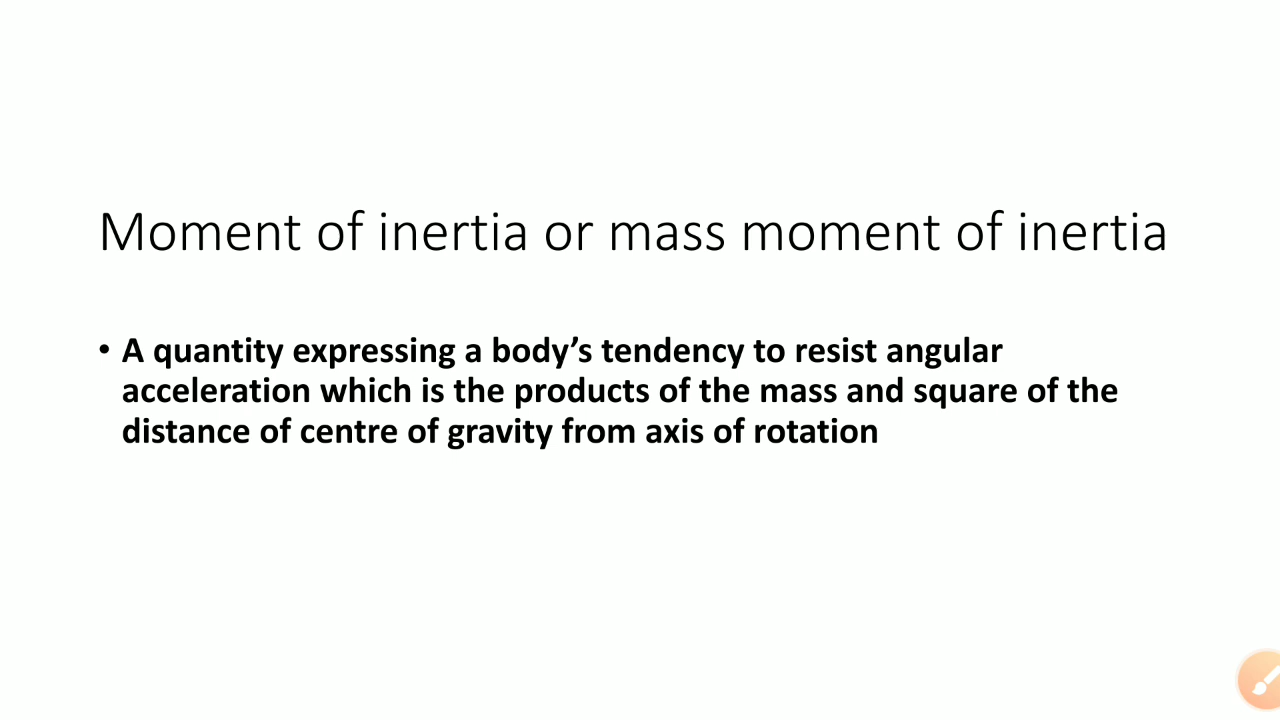 Moment of inertia or mass moment of inertia
• A quantity expressing a body’s tendency to resist angular
acceleration which is the products of the mass and square of the
distance of centre of gravity from axis of rotation